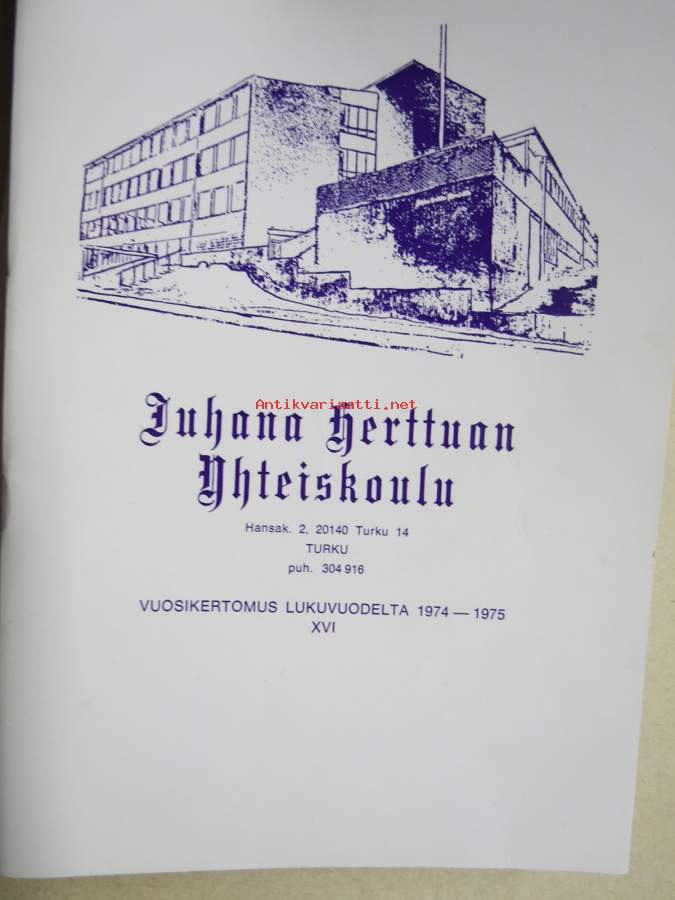 Antikvariaatti.net
Juhana Herttuan
Yhteiskoulu
Hansak. 2, 20140 Turku 14
TURKU
puh. 304 916
VUOSIKERTOMUS LUKUVUODELTA 1974 — 1975
XVI